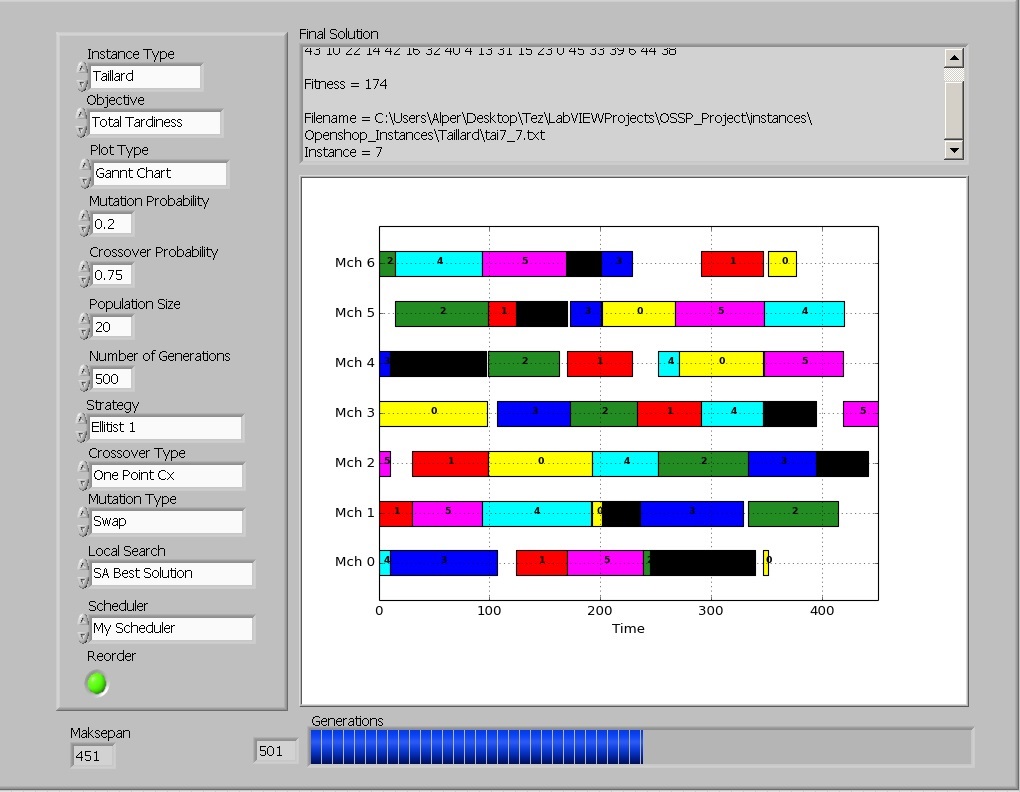 Instance Type
Taillard
Objective
Total Tardiness
Plot Type
Gannt Chart
Mutation Probability
0.2
Crossover Probability
0.75
Population Size
20
Number of Generations
500
Strategy
Ellitist 1
Crossover Type
One Point Cx
Mutation Type
Swap
Local Search
SA Best Solution
Scheduler
My Scheduler
Reorder
Maksepan
451
501
Final Solution
43 10 22 14 42 16 32 40 4 13 31 15 23 0 45 33 39 6 44 38
Fitness = 174
Filename = C:\Users\Alper\Desktop\Tez\LabVIEWProjects\OSSP_Project\instances\
Openshop_Instances\Taillard\tai7_7.txt
Instance = 7
Mch 6 2 4 5 3 1 0
Mch 5 2 1 3 0 5 4
Mch 4 2 1 4 0 5
Mch 3 0 3 2 1 4 5
Mch 2 5 1 0 4 2 3
Mch 1 1 5 4 0 3 2
Mch 0 4 3 1 5 2 0
0 100 200 300 400
Time
Generations